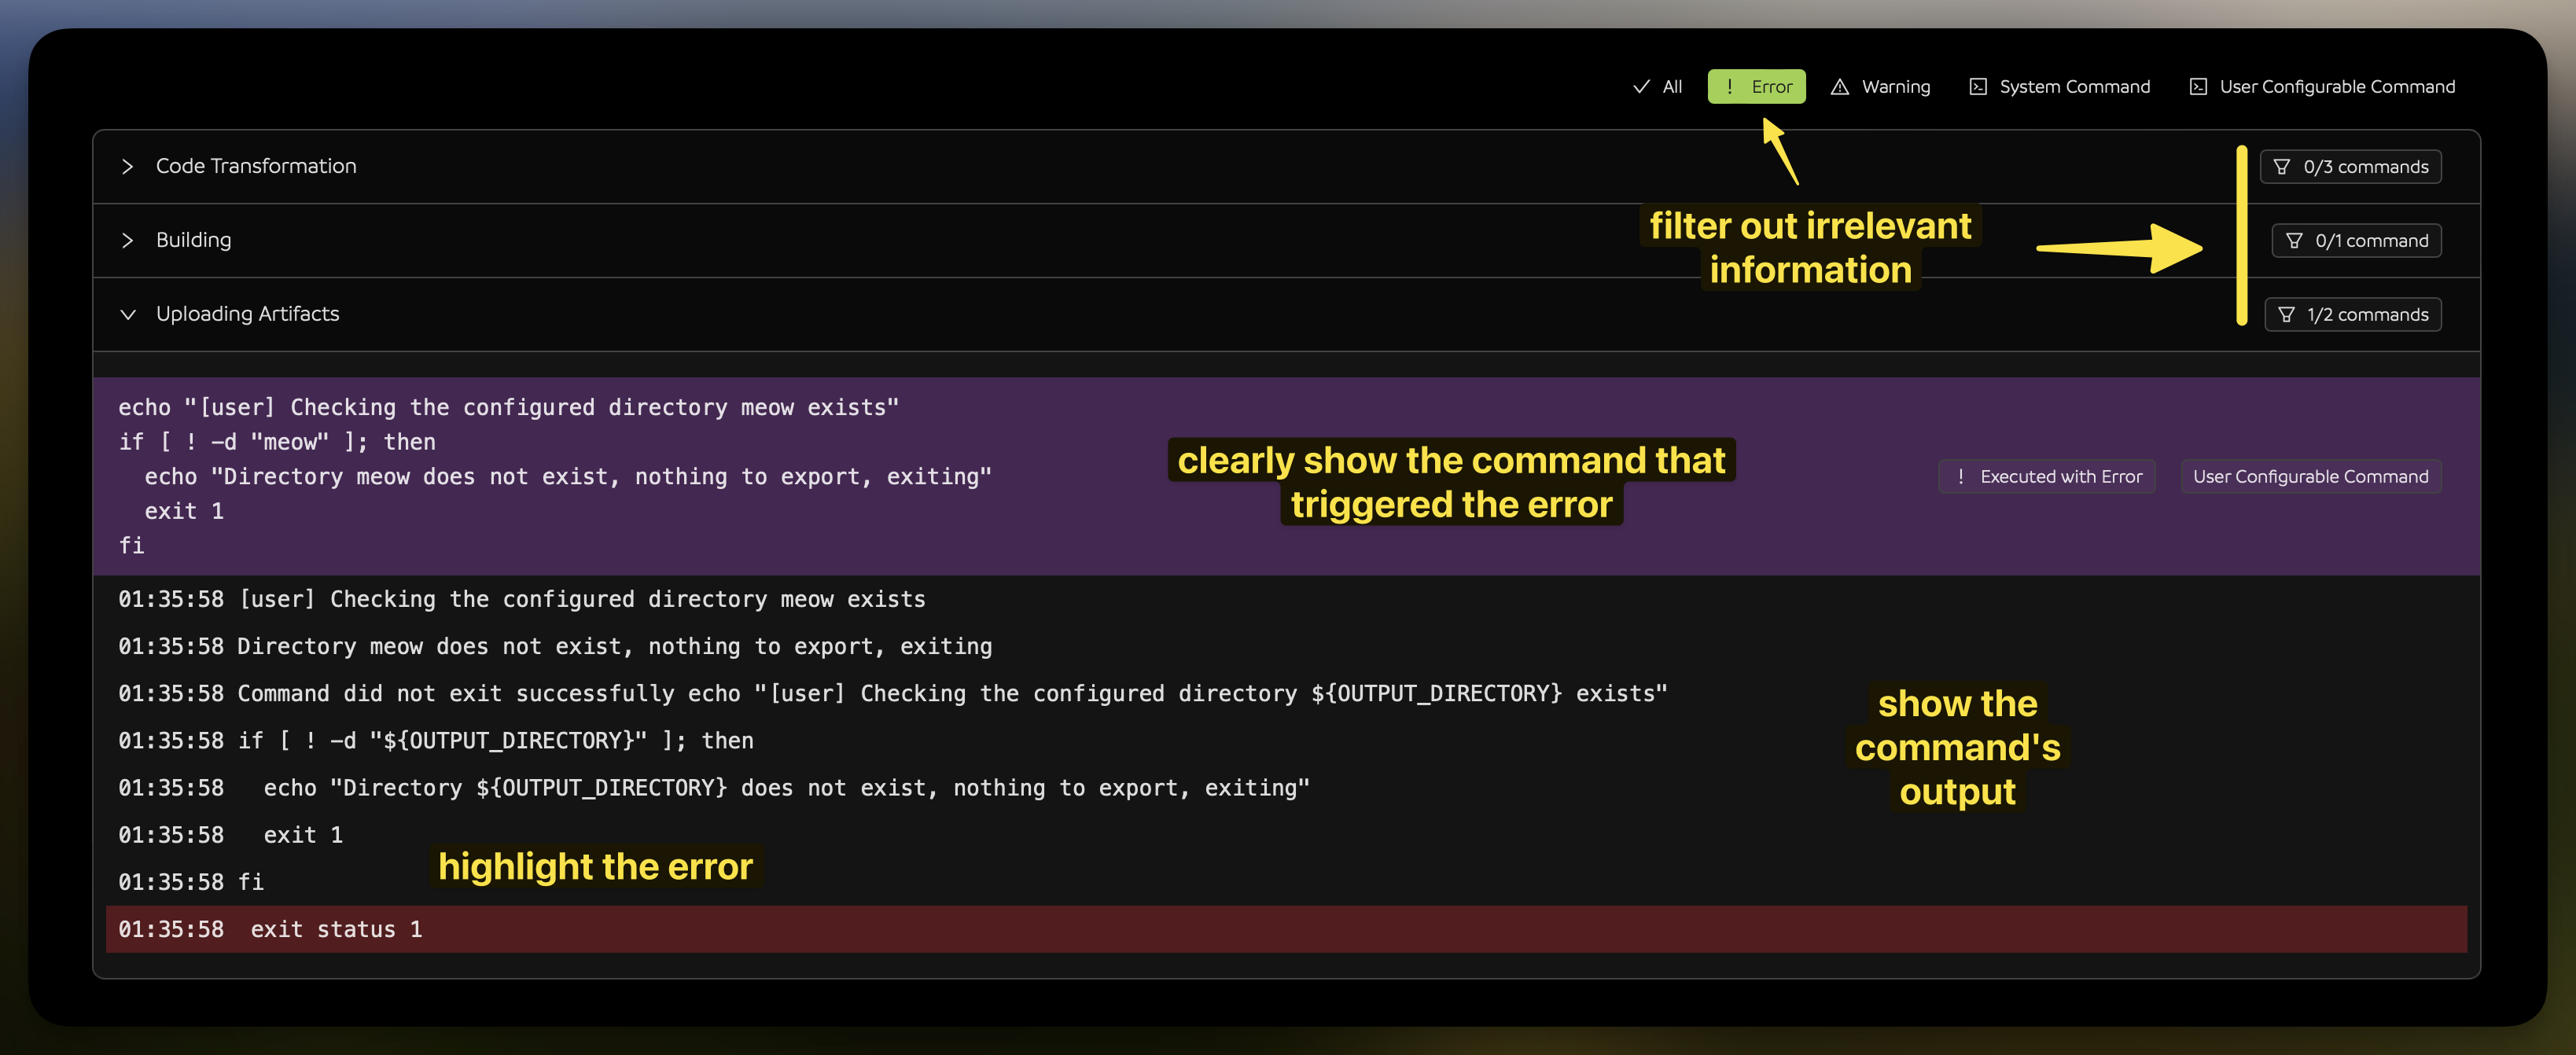 All
! Error
Warning
System Command
User Configurable Command
Code Transformation
0/3 commands
filter out irrelevant
information
Building
0/1 command
Uploading Artifacts
1/2 commands
echo "[user] Checking the configured directory meow exists"
if [ ! -d "meow" ]; then
  echo "Directory meow does not exist, nothing to export, exiting"
  exit 1
fi
clearly show the command that
triggered the error
! Executed with Error
User Configurable Command
01:35:58 [user] Checking the configured directory meow exists
01:35:58 Directory meow does not exist, nothing to export, exiting
01:35:58 Command did not exit successfully echo "[user] Checking the configured directory ${OUTPUT_DIRECTORY} exists"
01:35:58 if [ ! -d "${OUTPUT_DIRECTORY}" ]; then
01:35:58   echo "Directory ${OUTPUT_DIRECTORY} does not exist, nothing to export, exiting"
01:35:58   exit 1
01:35:58 fi
show the
command's
output
highlight the error
01:35:58  exit status 1